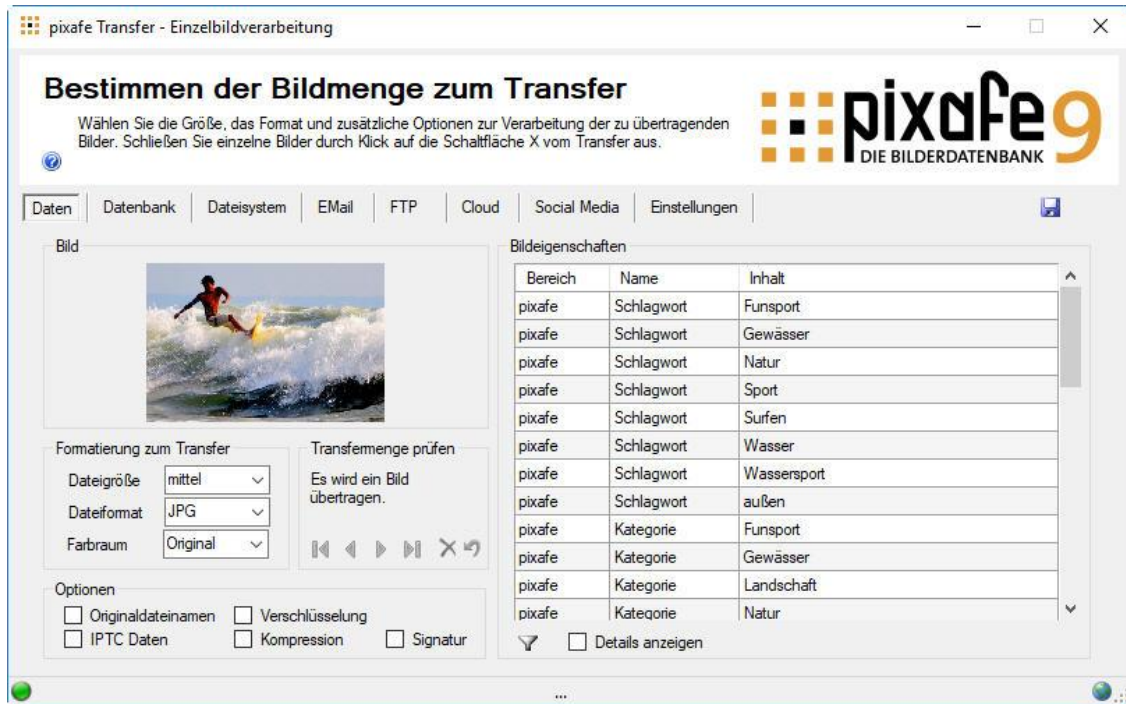 pixafe Transfer - Einzelbildverarbeitung
Bestimmen der Bildmenge zum Transfer
Wählen Sie die Größe, das Format und zusätzliche Optionen zur Verarbeitung der zu übertragenden
Bilder. Schließen Sie einzelne Bilder durch Klick auf die Schaltfläche X vom Transfer aus.
pixafe 9
DIE BILDERDATENBANK
Daten Datenbank Dateisystem EMail FTP Cloud Social Media Einstellungen
Bild
Formatierung zum Transfer
Dateigröße mittel
Dateiformat JPG
Farbraum Original
Transfermenge prüfen
Es wird ein Bild
übertragen.
Optionen
Originaldateinamen Verschlüsselung
IPTC Daten Kompression Signatur
Bildeigenschaften
Bereich Name Inhalt
pixafe Schlagwort Funsport
pixafe Schlagwort Gewässer
pixafe Schlagwort Natur
pixafe Schlagwort Sport
pixafe Schlagwort Surfen
pixafe Schlagwort Wasser
pixafe Schlagwort Wassersport
pixafe Schlagwort außen
pixafe Kategorie Funsport
pixafe Kategorie Gewässer
pixafe Kategorie Landschaft
pixafe Kategorie Natur
Details anzeigen
...